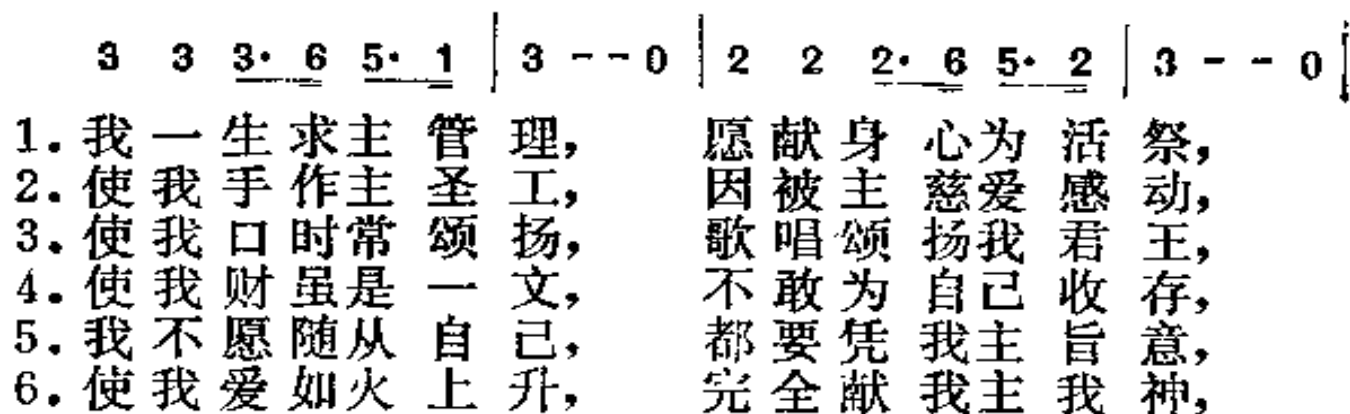 3 3 3· 6 5· 1 | 3 - - 0 | 2 2 2· 6 5· 2 | 3 - - 0 |
1.我一生求主管理, 愿献身心为活祭,
2.使我手作主圣工, 因被主慈爱感动,
3.使我口时常颂扬, 歌唱颂扬我君王,
4.使我财虽是一文, 不敢为自己收存,
5.我不愿随从自己, 都要凭我主旨意,
6.使我爱如火上升, 完全献我主我神,